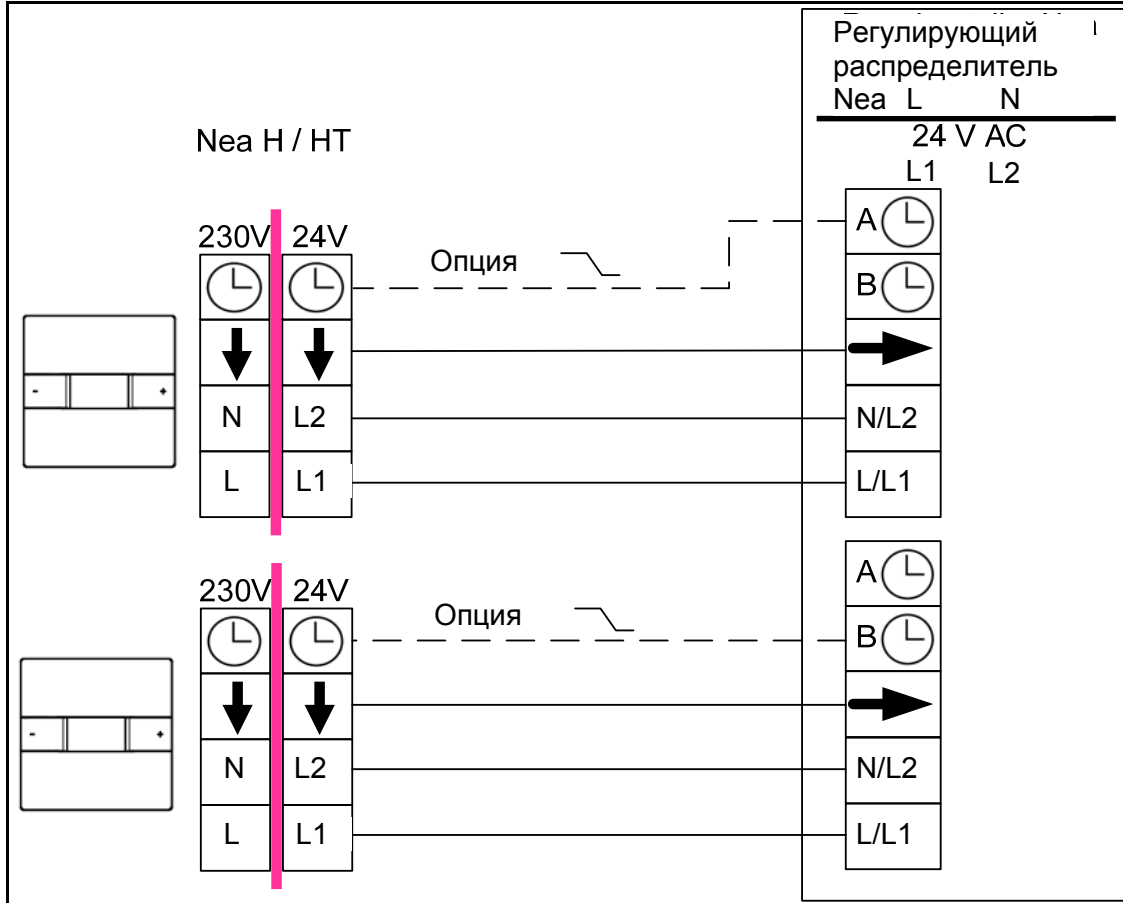 Регулирующий
распределитель
Nea L N
24 V AC
L1 L2
Nea H / HT
230V 24V
Опция
A
B
- +
N L2
N/L2
L L1
L/L1
230V 24V
Опция
A
B
- +
N L2
N/L2
L L1
L/L1